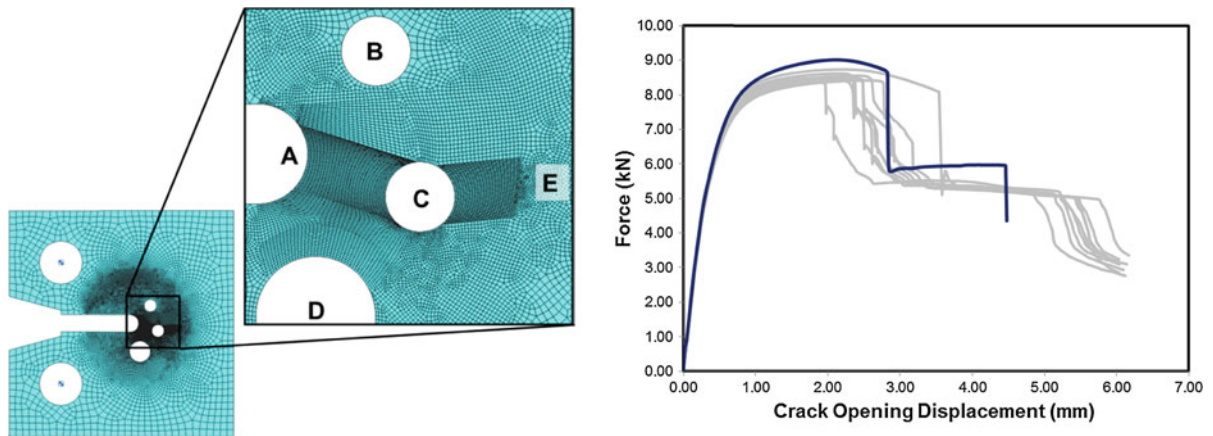 A
B
C
D
E
Force (kN)
10.00
9.00
8.00
7.00
6.00
5.00
4.00
3.00
2.00
1.00
0.00
0.00 1.00 2.00 3.00 4.00 5.00 6.00 7.00
Crack Opening Displacement (mm)